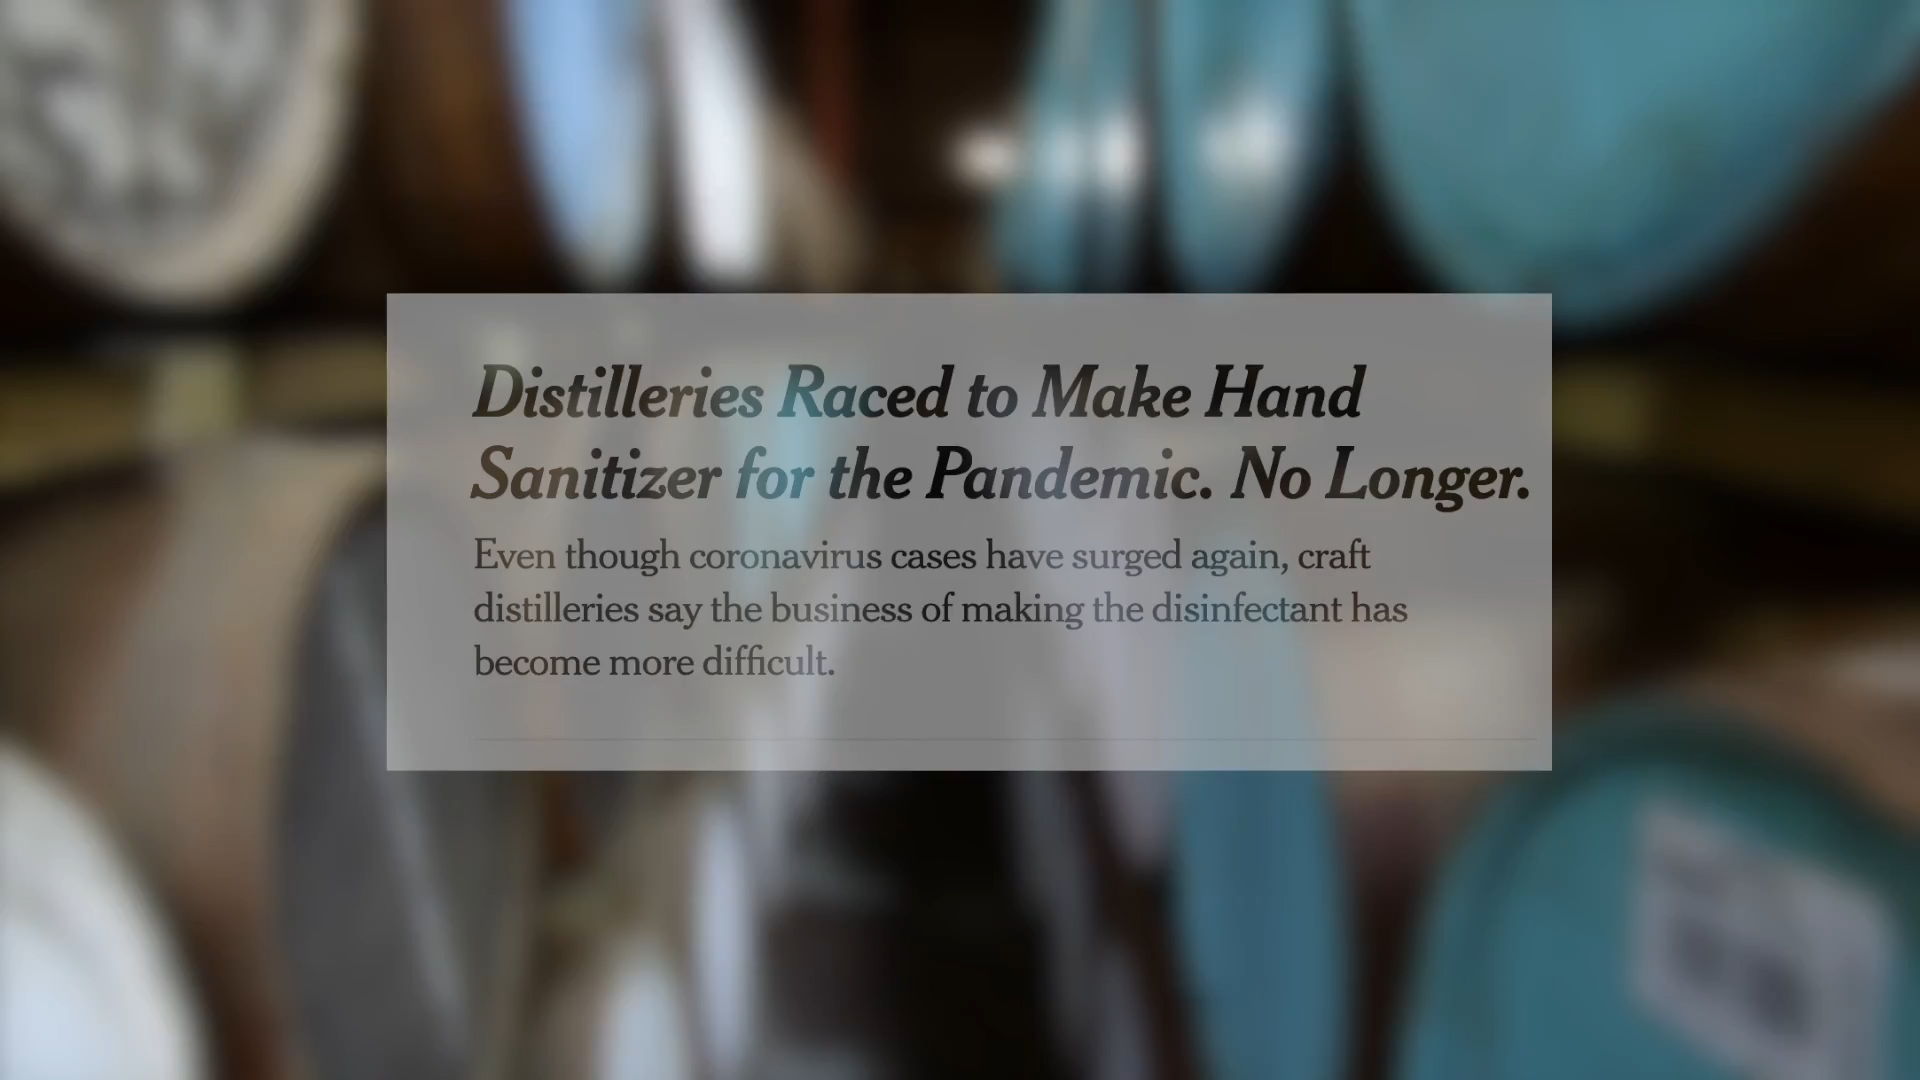 Distilleries Raced to Make Hand
Sanitizer for the Pandemic. No Longer.
Even though coronavirus cases have surged again, craft
distilleries say the business of making the disinfectant has
become more difficult.